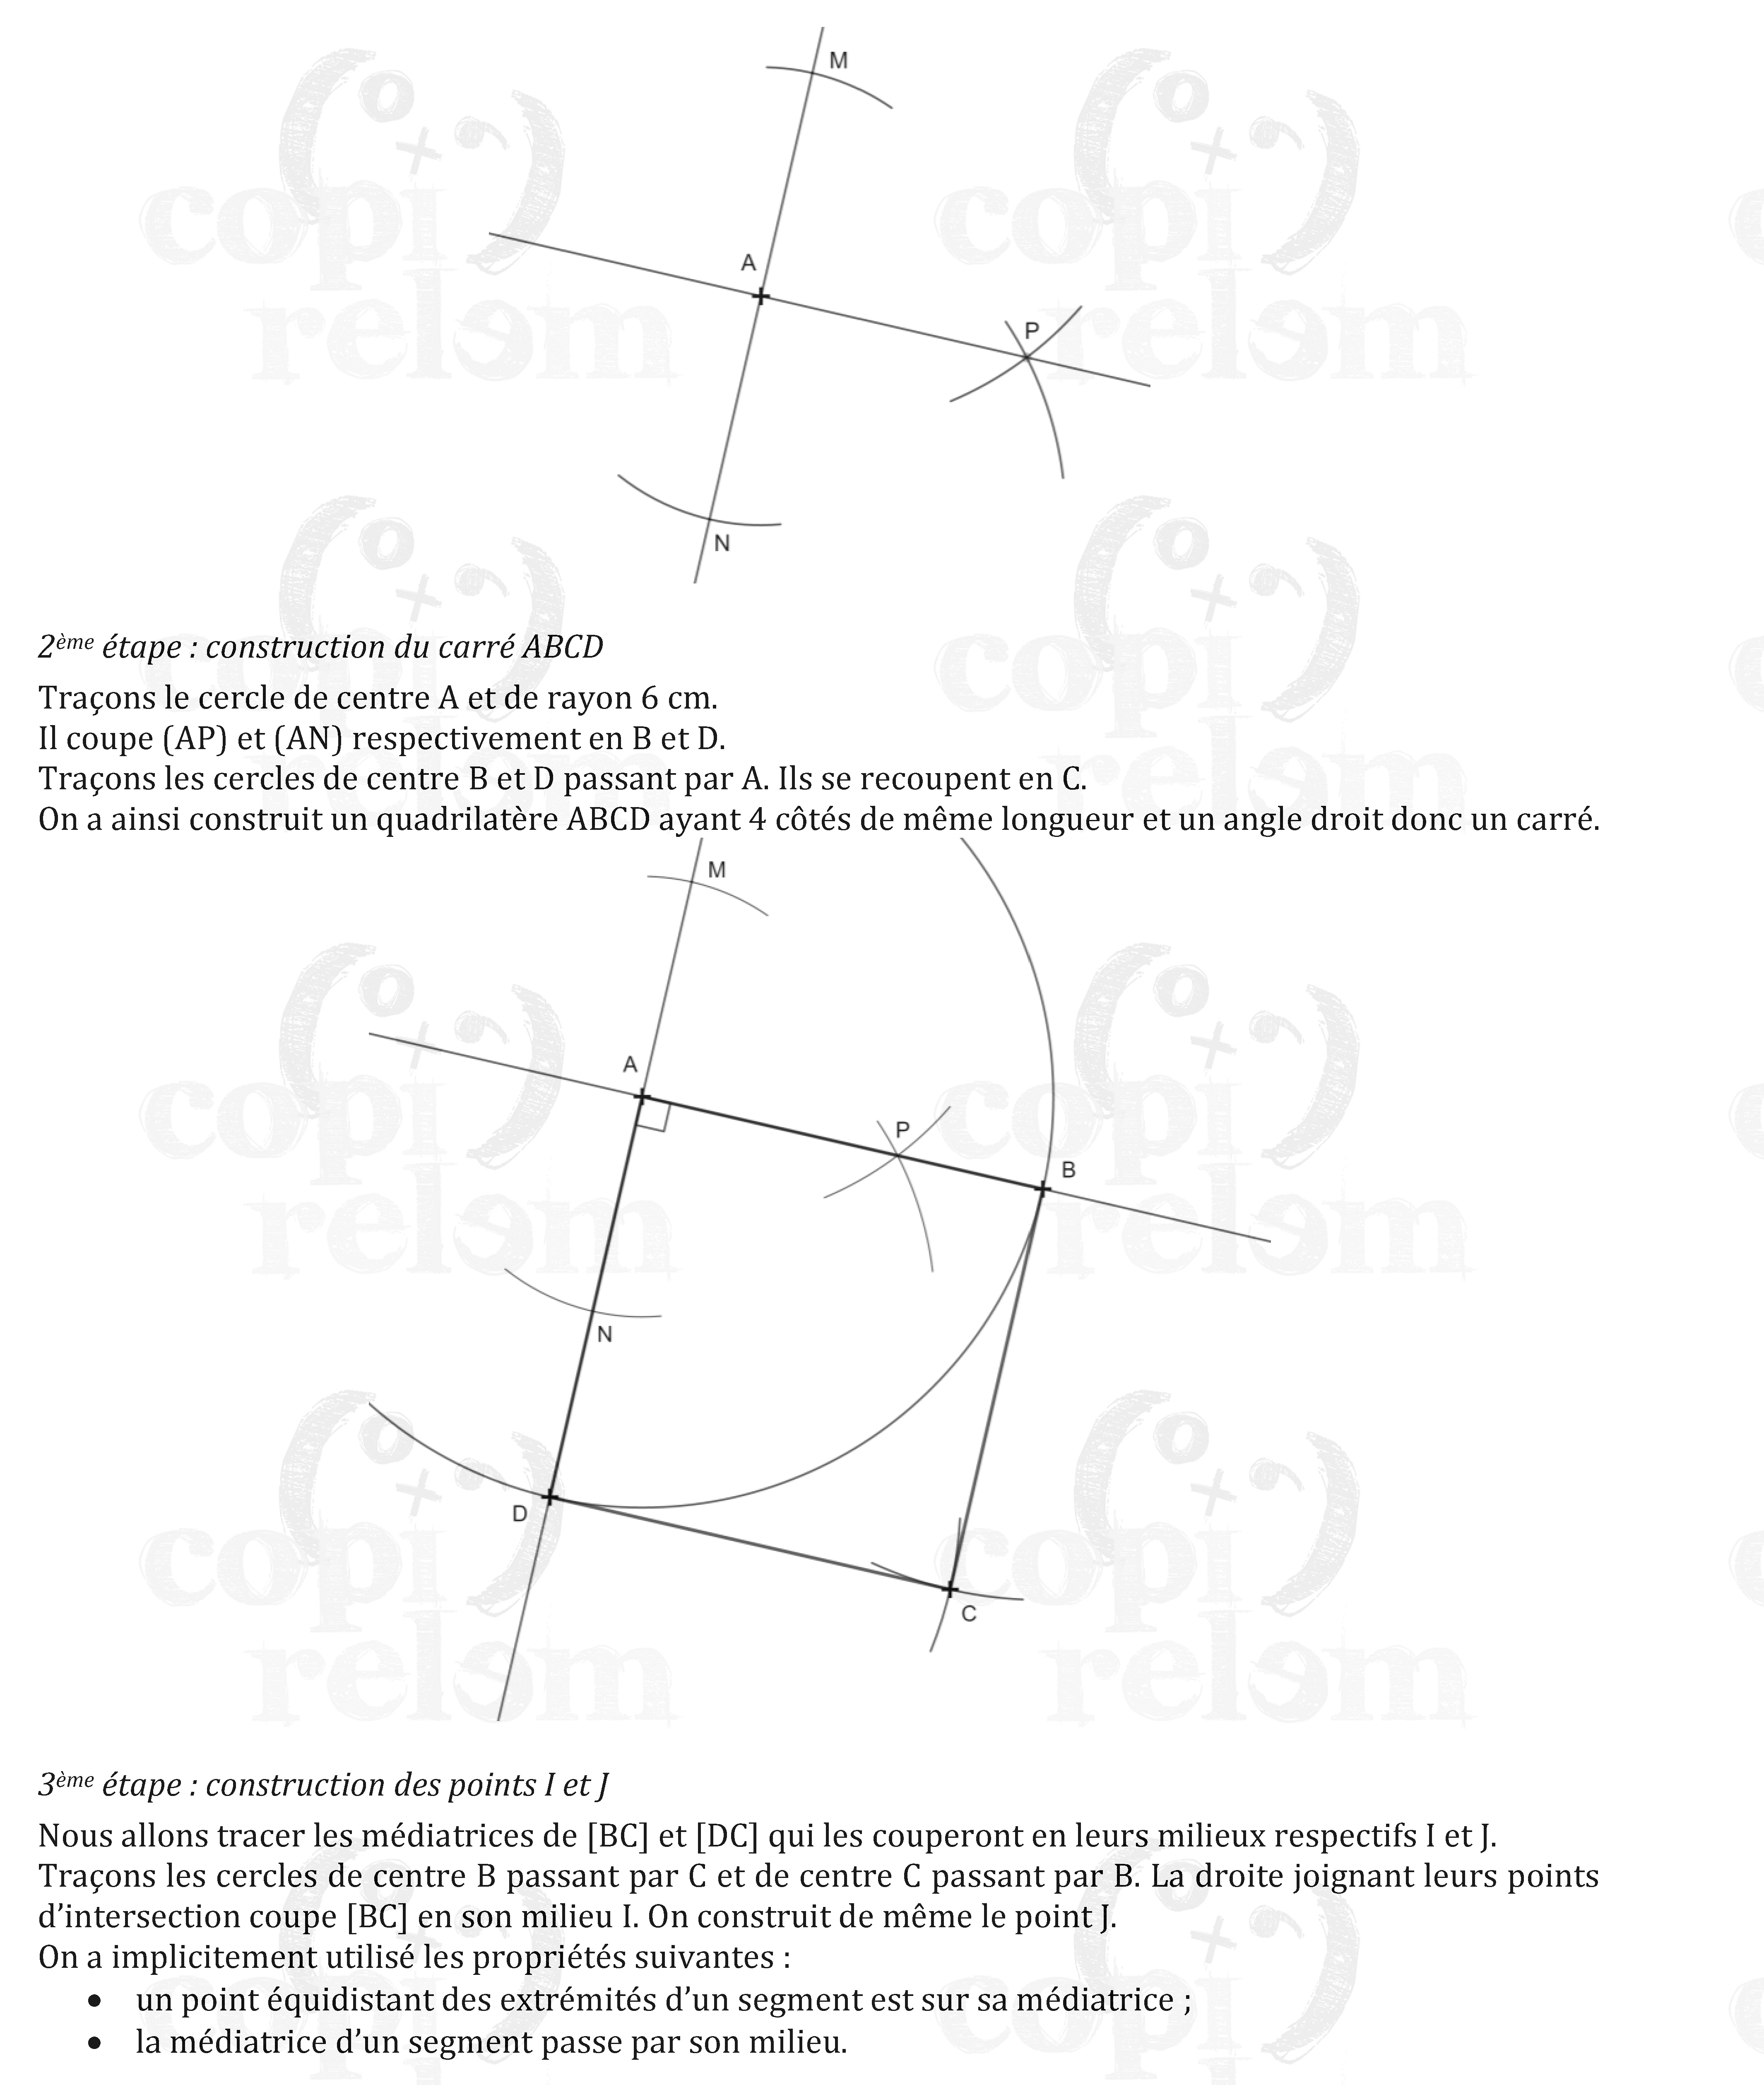 M
A
P
N
2ème étape : construction du carré ABCD
Traçons le cercle de centre A et de rayon 6 cm.
Il coupe (AP) et (AN) respectivement en B et D.
Traçons les cercles de centre B et D passant par A. Ils se recoupent en C.
On a ainsi construit un quadrilatère ABCD ayant 4 côtés de même longueur et un angle droit donc un carré.
M
A
P
B
N
D
C
3ème étape : construction des points I et J
Nous allons tracer les médiatrices de [BC] et [DC] qui les couperont en leurs milieux respectifs I et J.
Traçons les cercles de centre B passant par C et de centre C passant par B. La droite joignant leurs points
d’intersection coupe [BC] en son milieu I. On construit de même le point J.
On a implicitement utilisé les propriétés suivantes :
• un point équidistant des extrémités d’un segment est sur sa médiatrice ;
• la médiatrice d’un segment passe par son milieu.
copi
relem